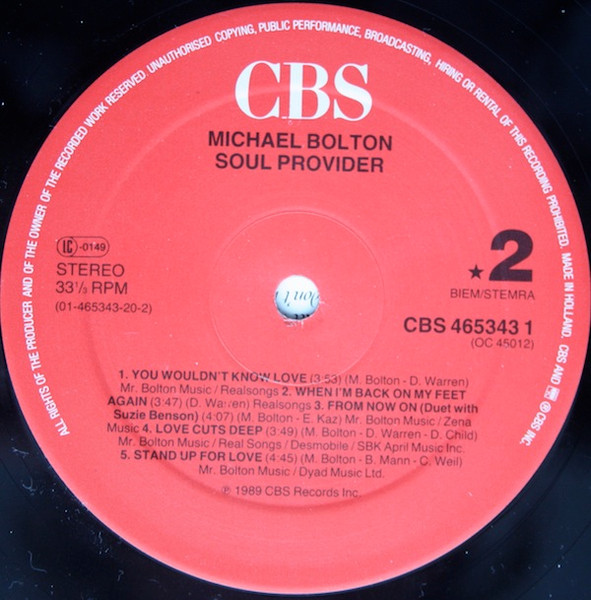 ALL RIGHTS OF THE PRODUCER AND OF THE OWNER OF THE RECORDED WORK RESERVED. UNAUTHORISED COPYING, PUBLIC PERFORMANCE, BROADCASTING, HIRING OR RENTAL OF THIS RECORDING PROHIBITED. MADE IN HOLLAND. CBS AND ® CBS INC.
CBS
MICHAEL BOLTON
SOUL PROVIDER
LC -0149
STEREO
33⅓ RPM
(01-465343-20-2)
★2
BIEM/STEMRA
CBS 465343 1
(OC 45012)
1. YOU WOULDN'T KNOW LOVE (3:53) (M. Bolton - D. Warren)
Mr. Bolton Music / Realsongs 2. WHEN I'M BACK ON MY FEET
AGAIN (3:47) (D. Warren) Realsongs 3. FROM NOW ON (Duet with
Suzie Benson) (4:07) (M. Bolton - E. Kaz) Mr. Bolton Music / Zena
Music 4. LOVE CUTS DEEP (3:49) (M. Bolton - D. Warren - D. Child)
Mr. Bolton Music / Real Songs / Desmobile / SBK April Music Inc.
5. STAND UP FOR LOVE (4:45) (M. Bolton - B. Mann - C. Weil)
Mr. Bolton Music / Dyad Music Ltd.
℗ 1989 CBS Records Inc.